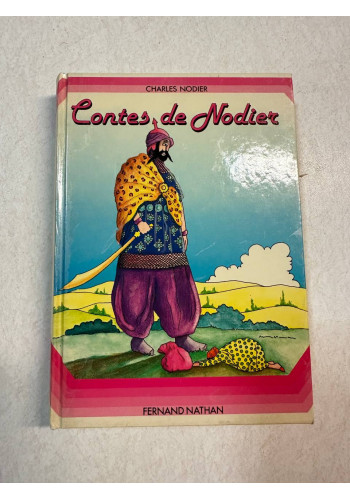 CHARLES NODIER
Contes de Nodier
FERNAND NATHAN